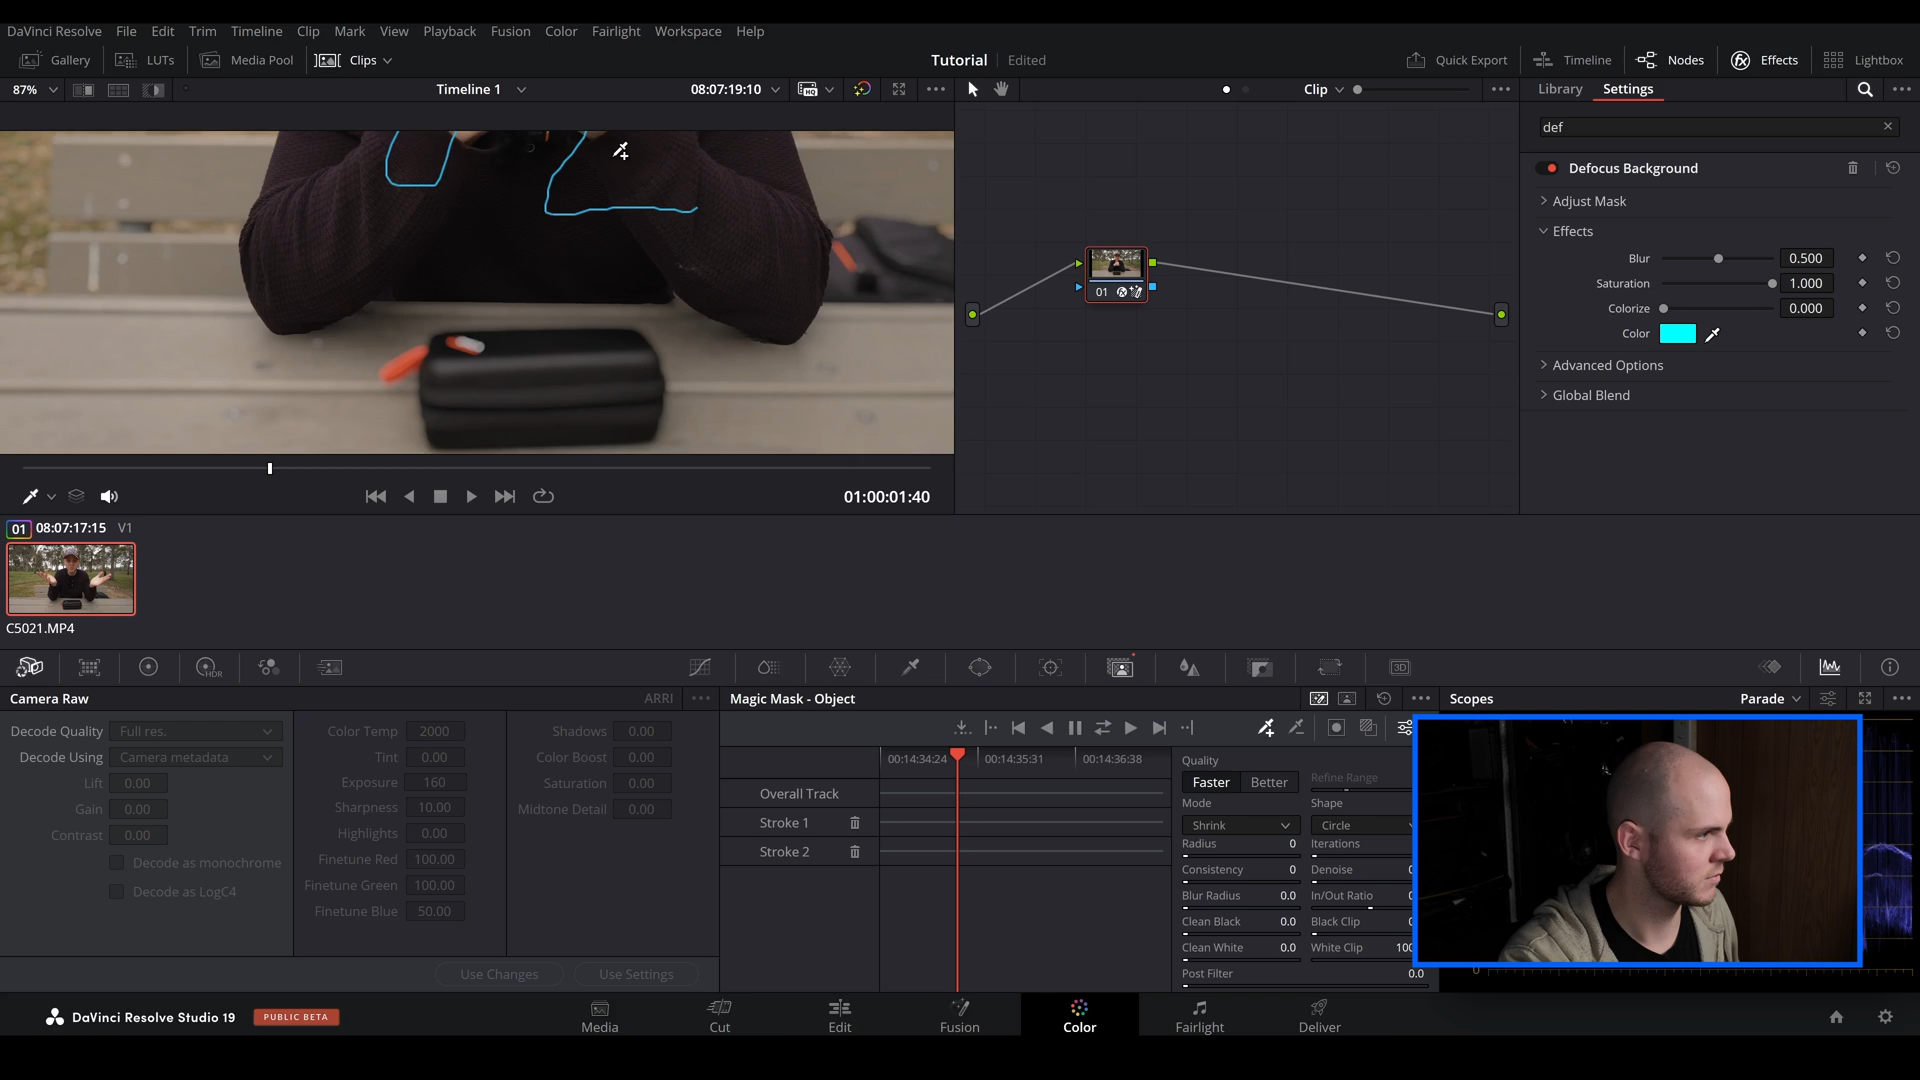 DaVinci Resolve File Edit Trim Timeline Clip Mark View Playback Fusion Color Fairlight Workspace Help
Gallery LUTs Media Pool Clips Tutorial Edited Quick Export Timeline Nodes Effects Lightbox
87% Timeline 1 08:07:19:10 HQ Clip Library Settings
def
Defocus Background
Adjust Mask
Effects
Blur 0.500
Saturation 1.000
Colorize 0.000
Color
Advanced Options
Global Blend
01
01:00:01:40
01 08:07:17:15 V1
C5021.MP4
HDR 3D
Camera Raw ARRI
Decode Quality Full res.
Decode Using Camera metadata
Lift 0.00
Gain 0.00
Contrast 0.00
Decode as monochrome
Decode as LogC4
Color Temp 2000
Tint 0.00
Exposure 160
Sharpness 10.00
Highlights 0.00
Finetune Red 100.00
Finetune Green 100.00
Finetune Blue 50.00
Shadows 0.00
Color Boost 0.00
Saturation 0.00
Midtone Detail 0.00
Use Changes Use Settings
Magic Mask - Object
00:14:34:24 00:14:35:31 00:14:36:38
Overall Track
Stroke 1
Stroke 2
Quality
Faster Better Refine Range
Mode Shape
Shrink Circle
Radius 0 Iterations
Consistency 0 Denoise
Blur Radius 0.0 In/Out Ratio
Clean Black 0.0 Black Clip
Clean White 0.0 White Clip 100
Post Filter 0.0
Scopes Parade
0
DaVinci Resolve Studio 19 PUBLIC BETA
Media Cut Edit Fusion Color Fairlight Deliver